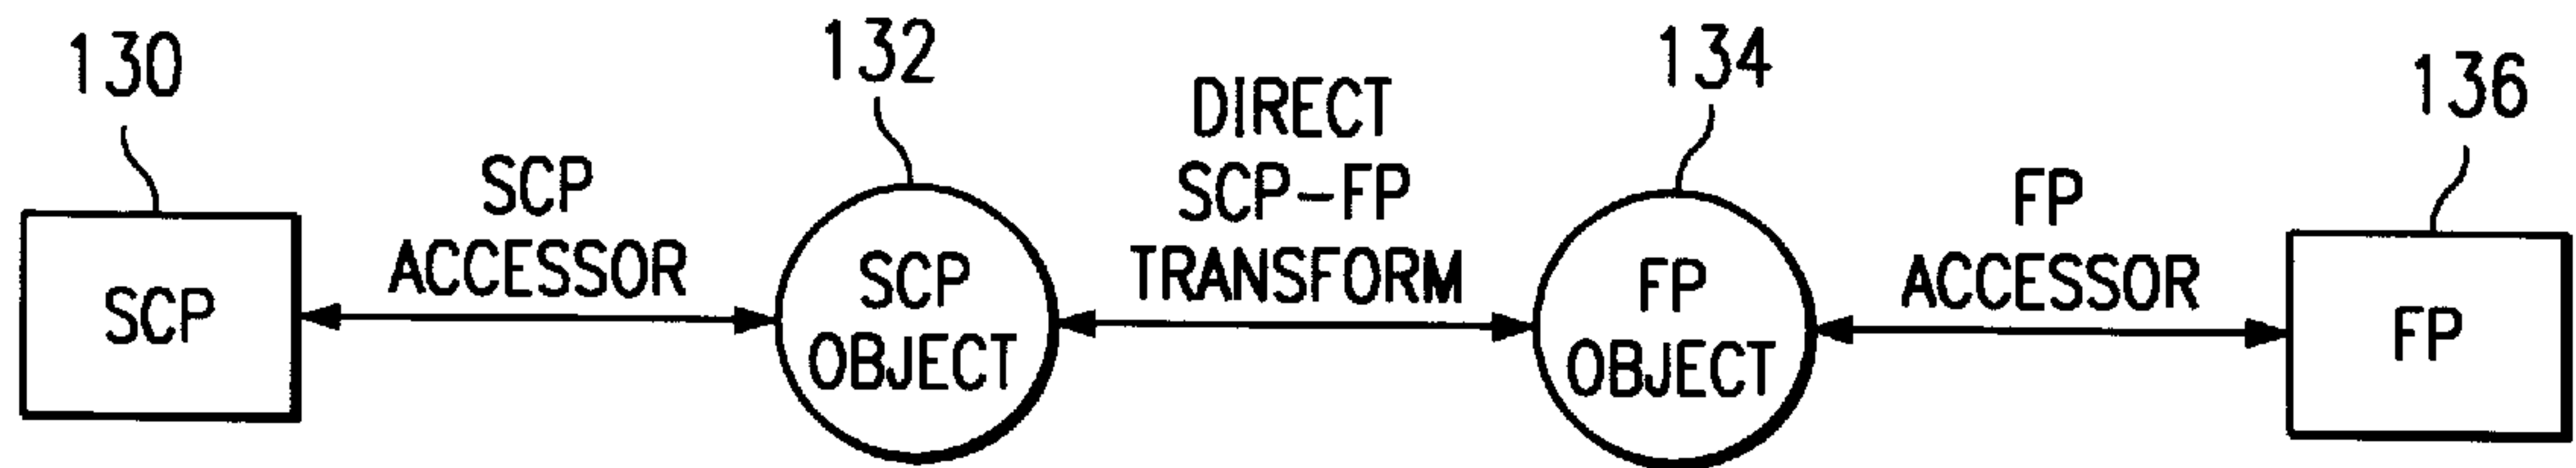 130
132
134
136
SCP
SCP
ACCESSOR
SCP
OBJECT
DIRECT
SCP-FP
TRANSFORM
FP
OBJECT
FP
ACCESSOR
FP